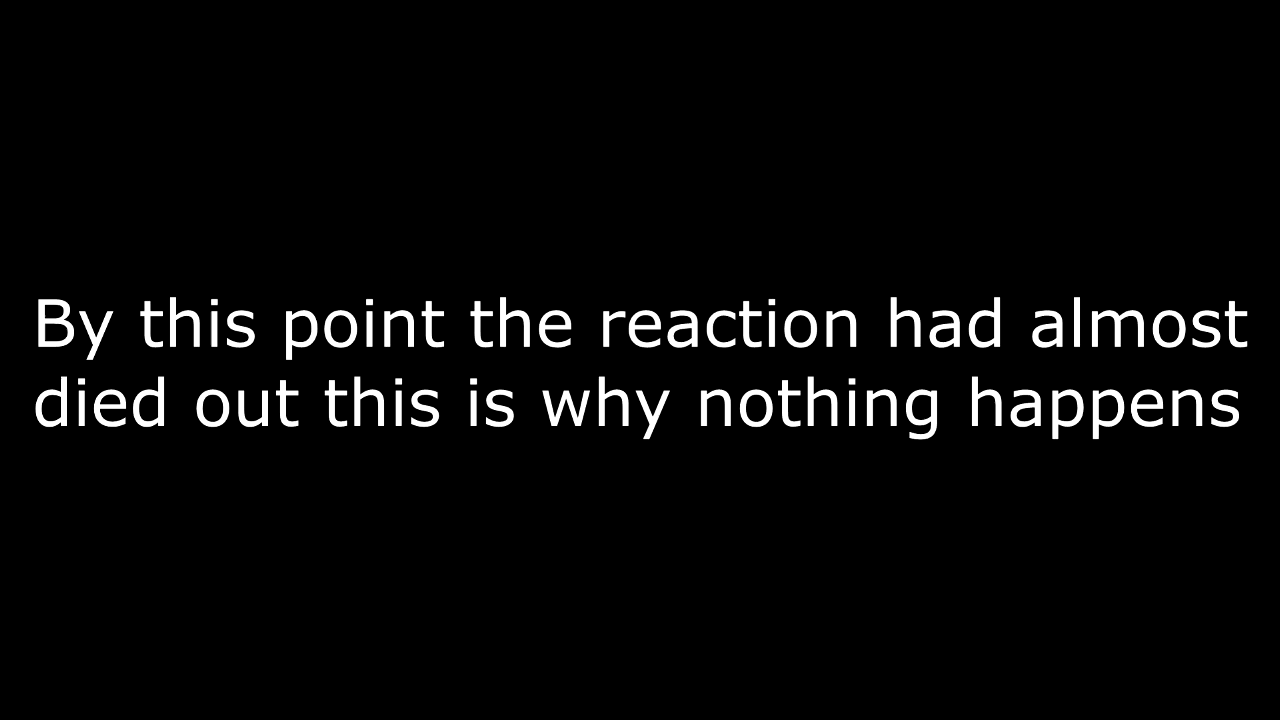 By this point the reaction had almost
died out this is why nothing happens